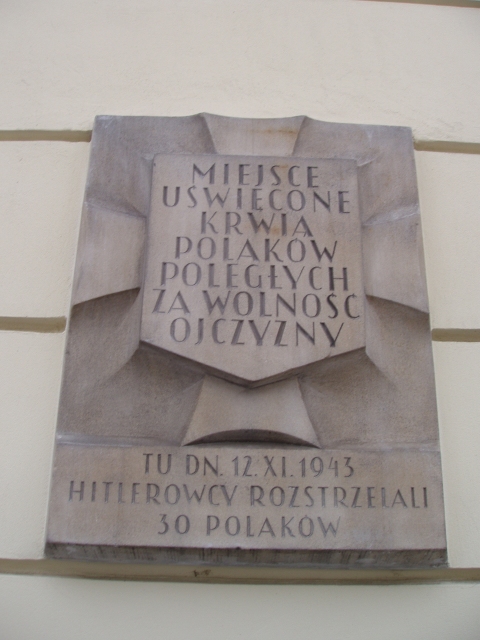 MIEJSCE
UŚWIĘCONE
KRWIĄ
POLAKÓW
POLEGŁYCH
ZA WOLNOŚĆ
OJCZYZNY
TU DN. 12.XI.1943
HITLEROWCY ROZSTRZELALI
30 POLAKÓW